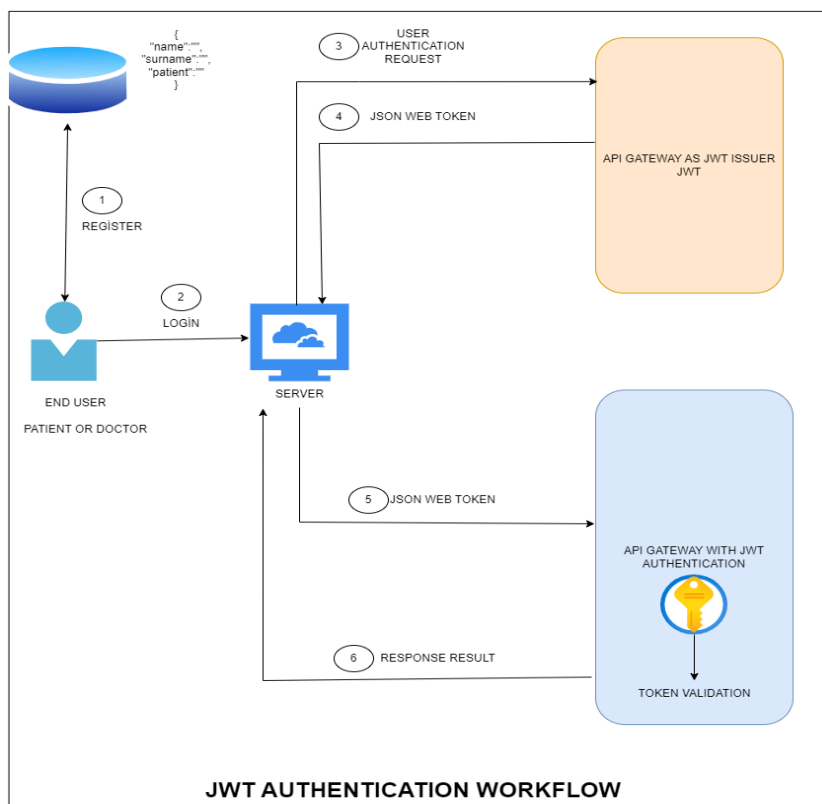 {
"name":"",
"surname":"",
"patient":""
}
1
REGİSTER
2
LOGİN
END USER
PATIENT OR DOCTOR
SERVER
3
USER
AUTHENTICATION
REQUEST
4
JSON WEB TOKEN
API GATEWAY AS JWT ISSUER
JWT
5
JSON WEB TOKEN
API GATEWAY WITH JWT
AUTHENTICATION
TOKEN VALIDATION
6
RESPONSE RESULT
JWT AUTHENTICATION WORKFLOW